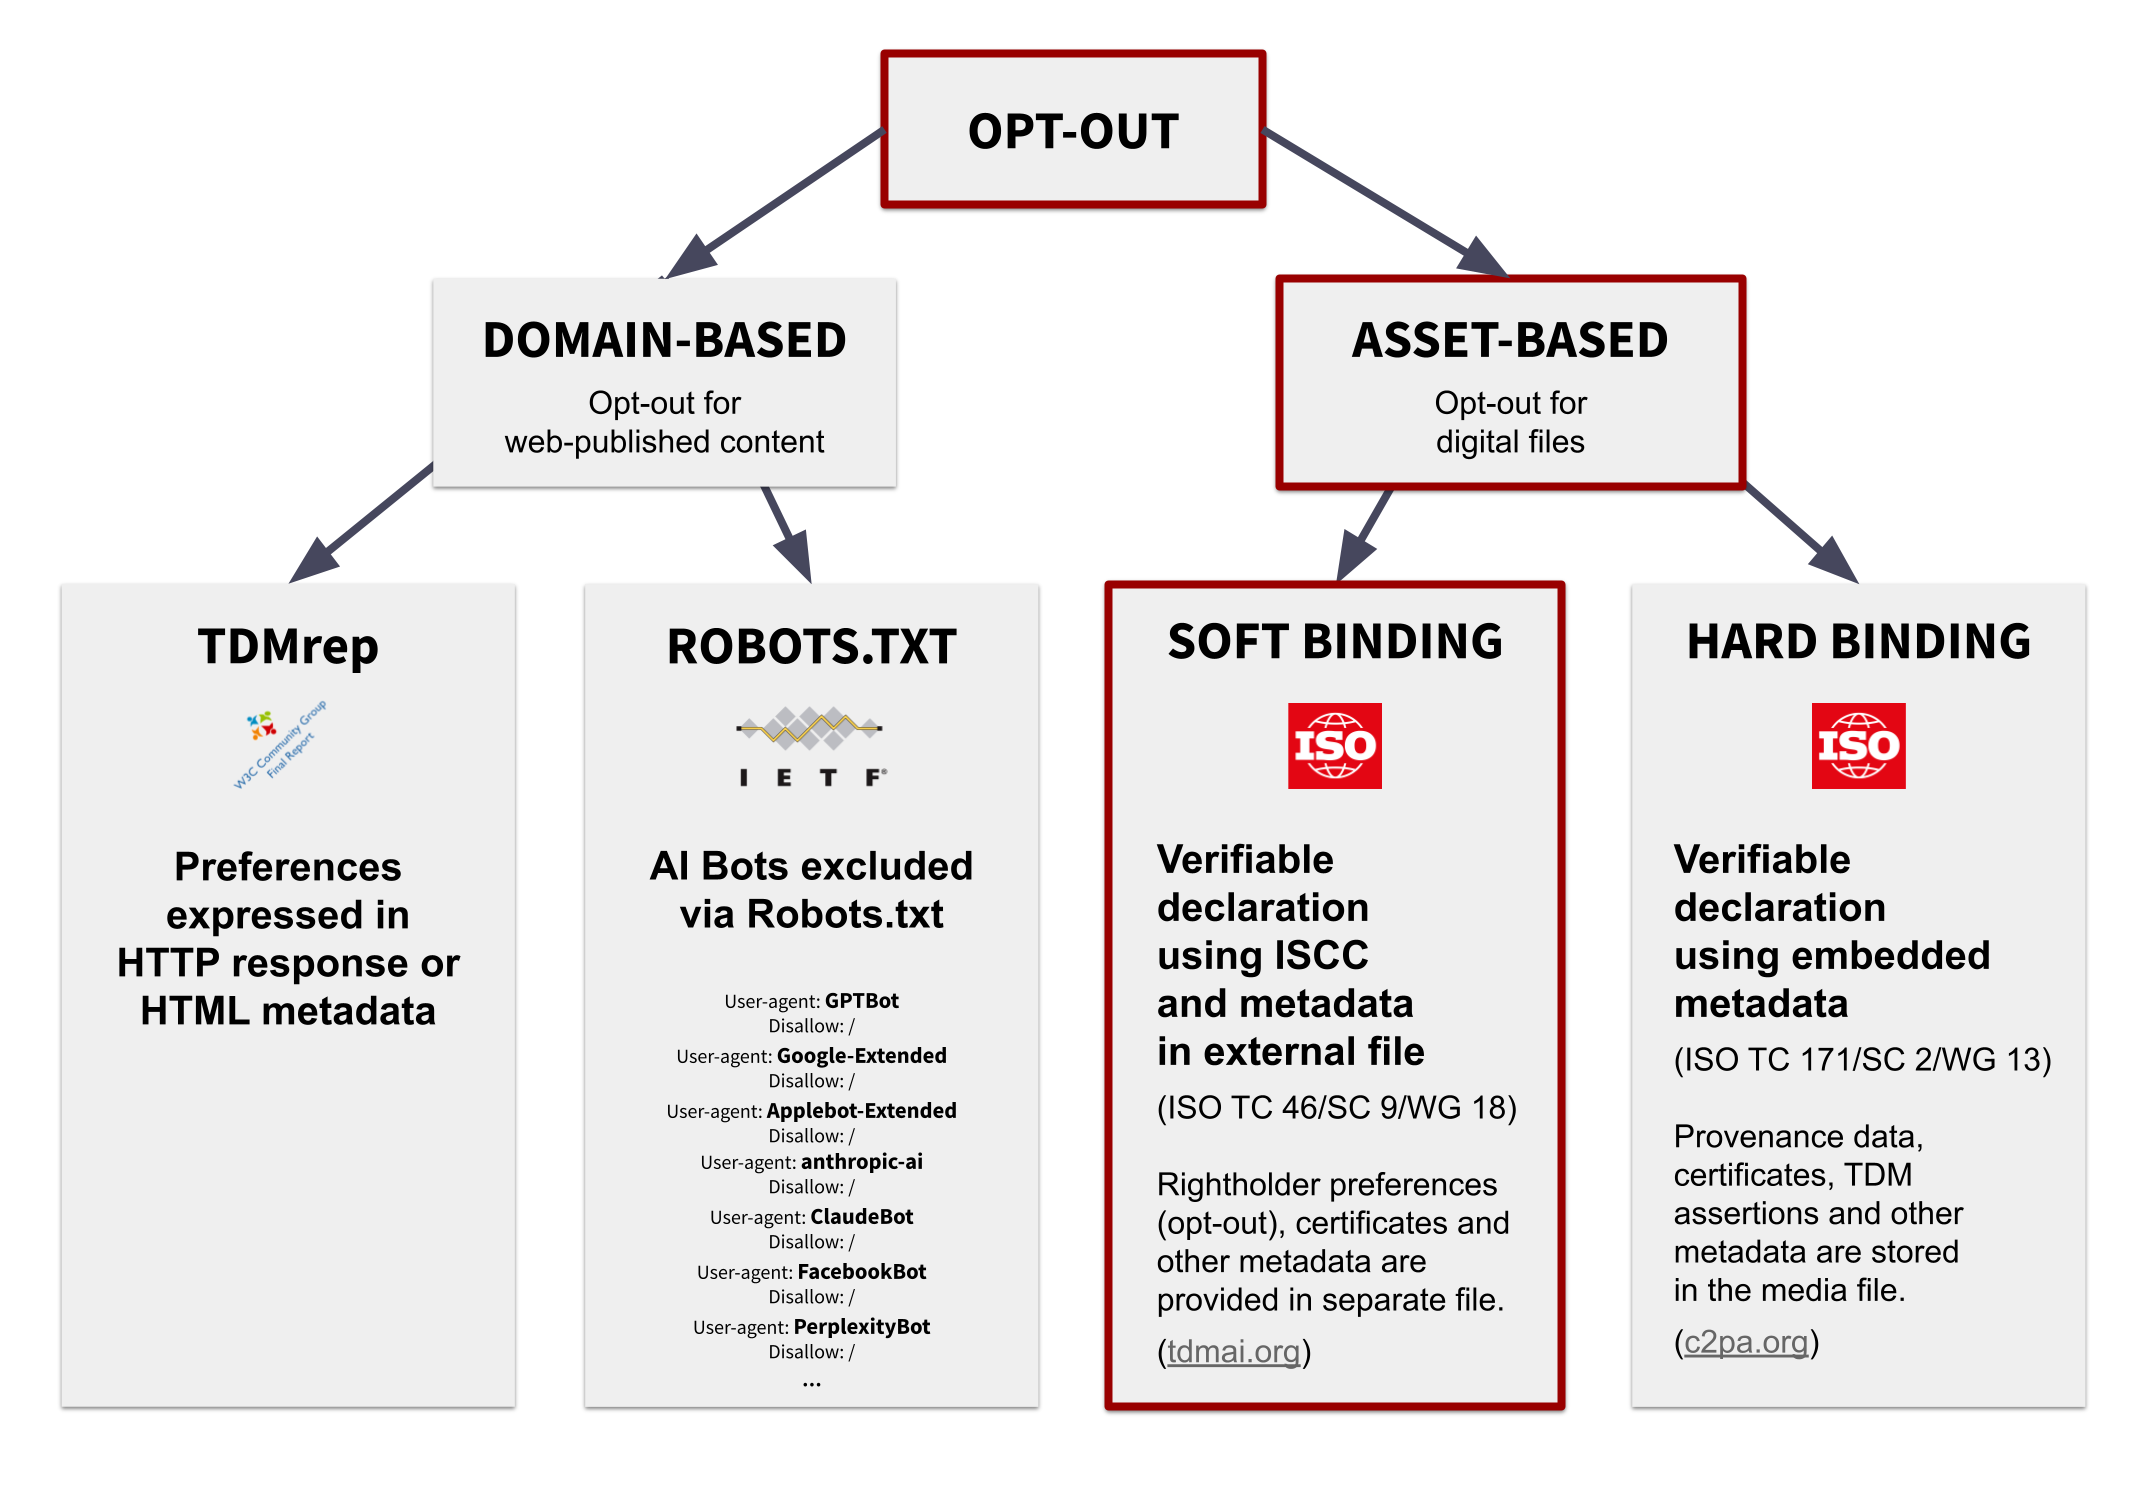 OPT-OUT
DOMAIN-BASED
Opt-out for
web-published content
ASSET-BASED
Opt-out for
digital files
TDMrep
W3C Community Group
Final Report
Preferences
expressed in
HTTP response or
HTML metadata
ROBOTS.TXT
I E T F®
AI Bots excluded
via Robots.txt
User-agent: GPTBot
Disallow: /
User-agent: Google-Extended
Disallow: /
User-agent: Applebot-Extended
Disallow: /
User-agent: anthropic-ai
Disallow: /
User-agent: ClaudeBot
Disallow: /
User-agent: FacebookBot
Disallow: /
User-agent: PerplexityBot
Disallow: /
...
SOFT BINDING
ISO
Verifiable
declaration
using ISCC
and metadata
in external file
(ISO TC 46/SC 9/WG 18)
Rightholder preferences
(opt-out), certificates and
other metadata are
provided in separate file.
(tdmai.org)
HARD BINDING
ISO
Verifiable
declaration
using embedded
metadata
(ISO TC 171/SC 2/WG 13)
Provenance data,
certificates, TDM
assertions and other
metadata are stored
in the media file.
(c2pa.org)